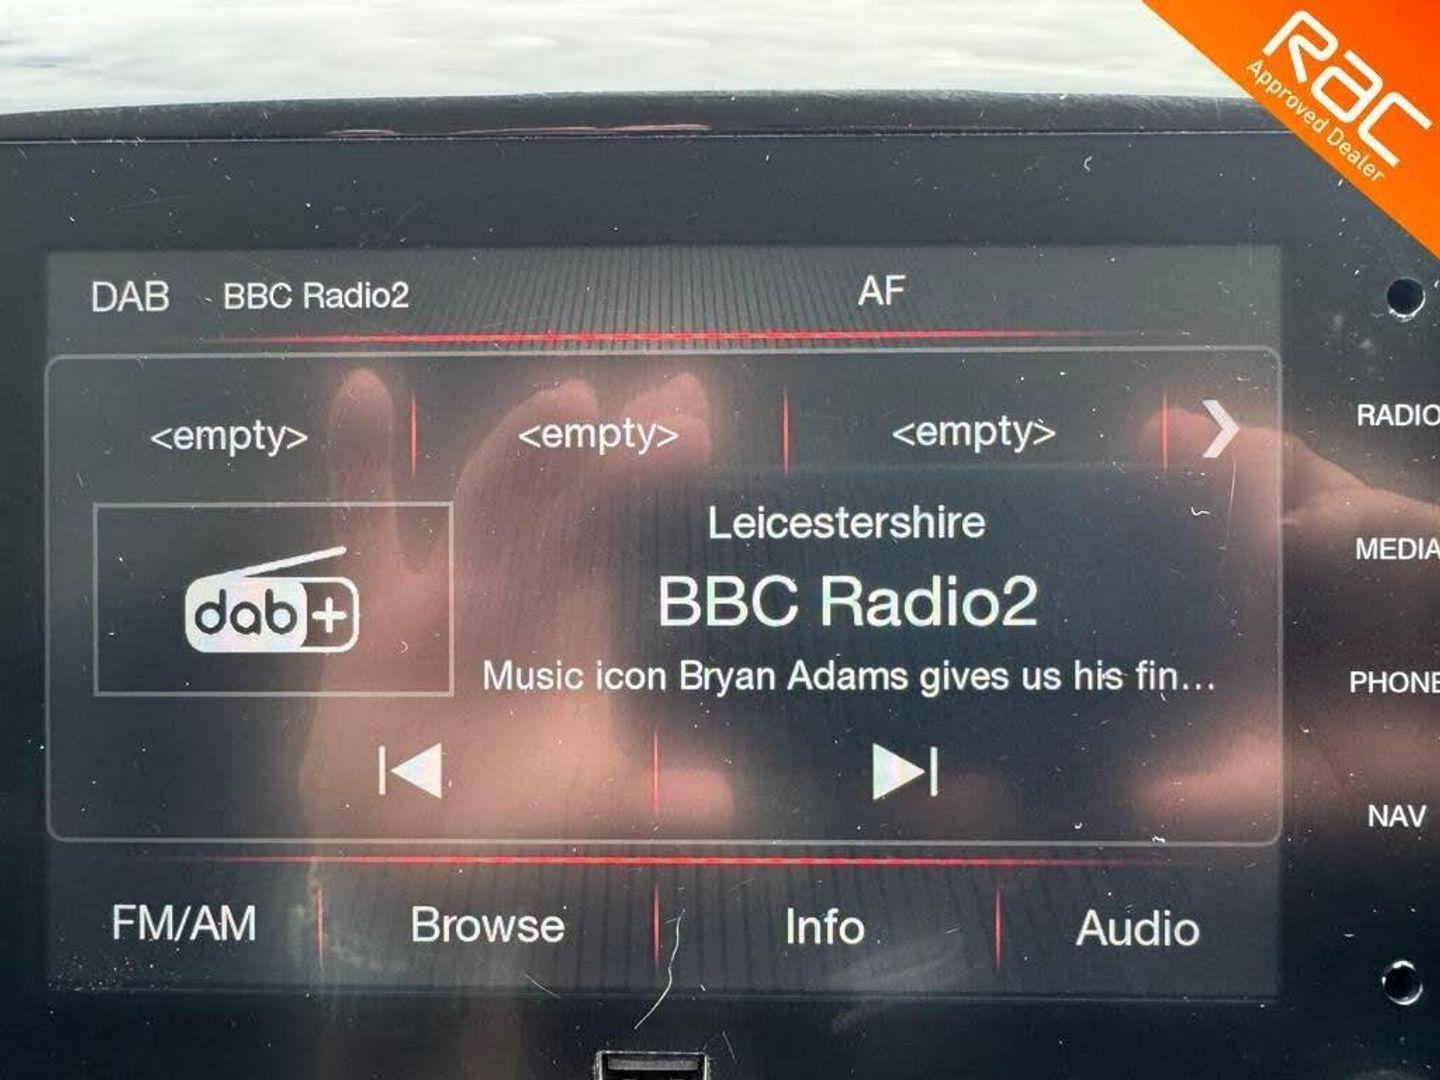 rac
Approved Dealer
DAB BBC Radio2 AF
<empty> <empty> <empty>
Leicestershire
dab+ BBC Radio2
Music icon Bryan Adams gives us his fin...
FM/AM Browse Info Audio
RADIO
MEDIA
PHONE
NAV